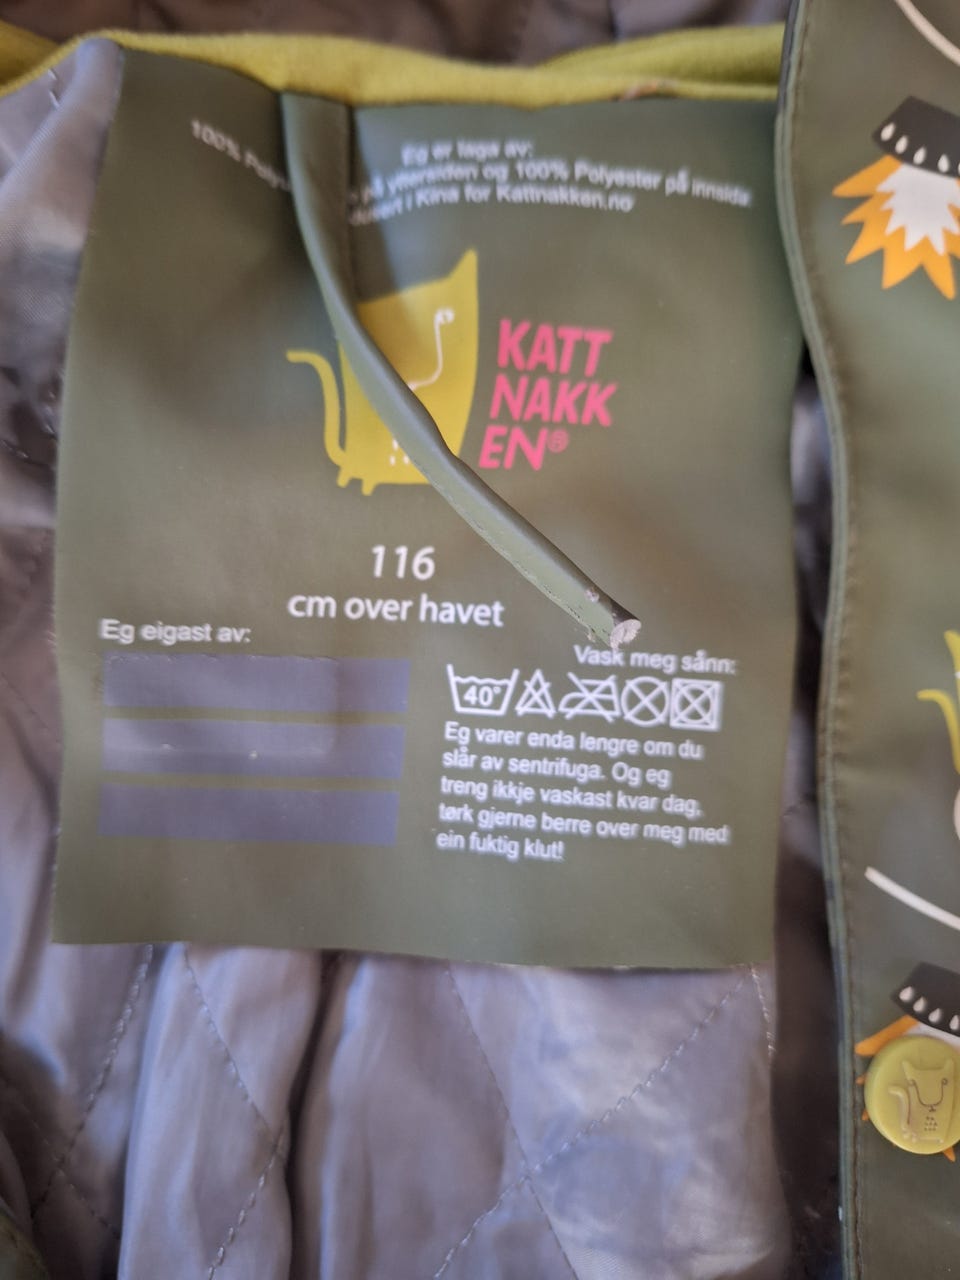 Eg er laga av:
100% Polye på yttersiden og 100% Polyester på innsida
i Kina for Kattnakken.no
KATT
NAKK
EN®
116
cm over havet
Eg eigast av:
Vask meg sånn:
40°
Eg varer enda lengre om du
slår av sentrifuga. Og eg
treng ikkje vaskast kvar dag,
tørk gjerne berre over meg med
ein fuktig klut!